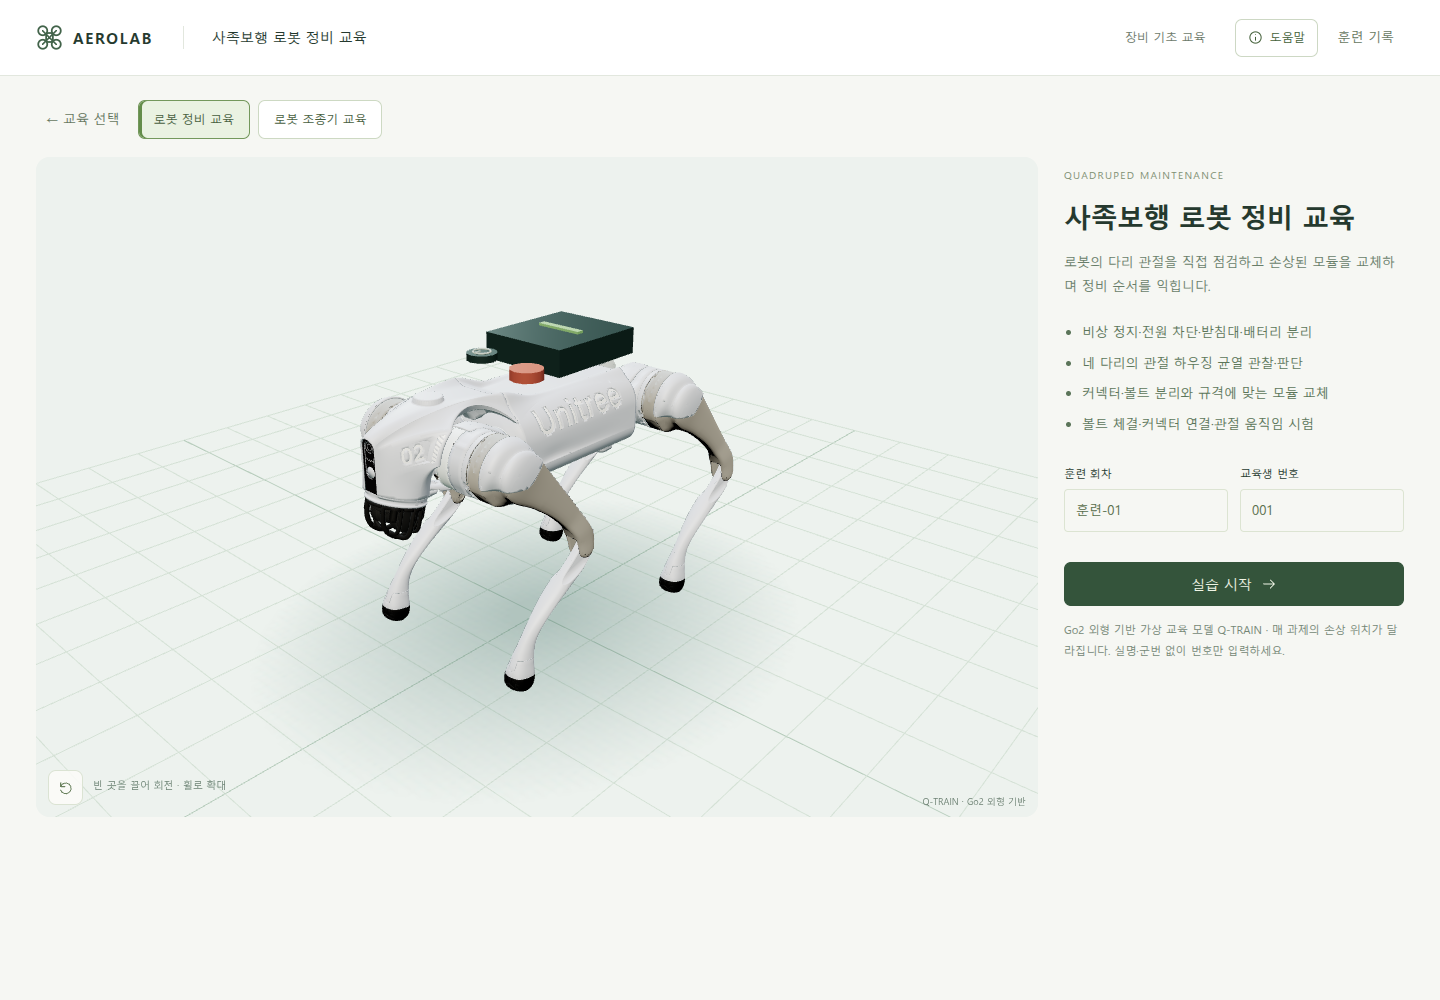 AEROLAB
사족보행 로봇 정비 교육
장비 기초 교육
도움말
훈련 기록
← 교육 선택
로봇 정비 교육
로봇 조종기 교육
Unitree
02
빈 곳을 끌어 회전 · 휠로 확대
Q-TRAIN · Go2 외형 기반
QUADRUPED MAINTENANCE
사족보행 로봇 정비 교육
로봇의 다리 관절을 직접 점검하고 손상된 모듈을 교체하
며 정비 순서를 익힙니다.
비상 정지·전원 차단·받침대·배터리 분리
네 다리의 관절 하우징 균열 관찰·판단
커넥터·볼트 분리와 규격에 맞는 모듈 교체
볼트 체결·커넥터 연결·관절 움직임 시험
훈련 회차
교육생 번호
훈련-01
001
실습 시작 →
Go2 외형 기반 가상 교육 모델 Q-TRAIN · 매 과제의 손상 위치가 달
라집니다. 실명·군번 없이 번호만 입력하세요.